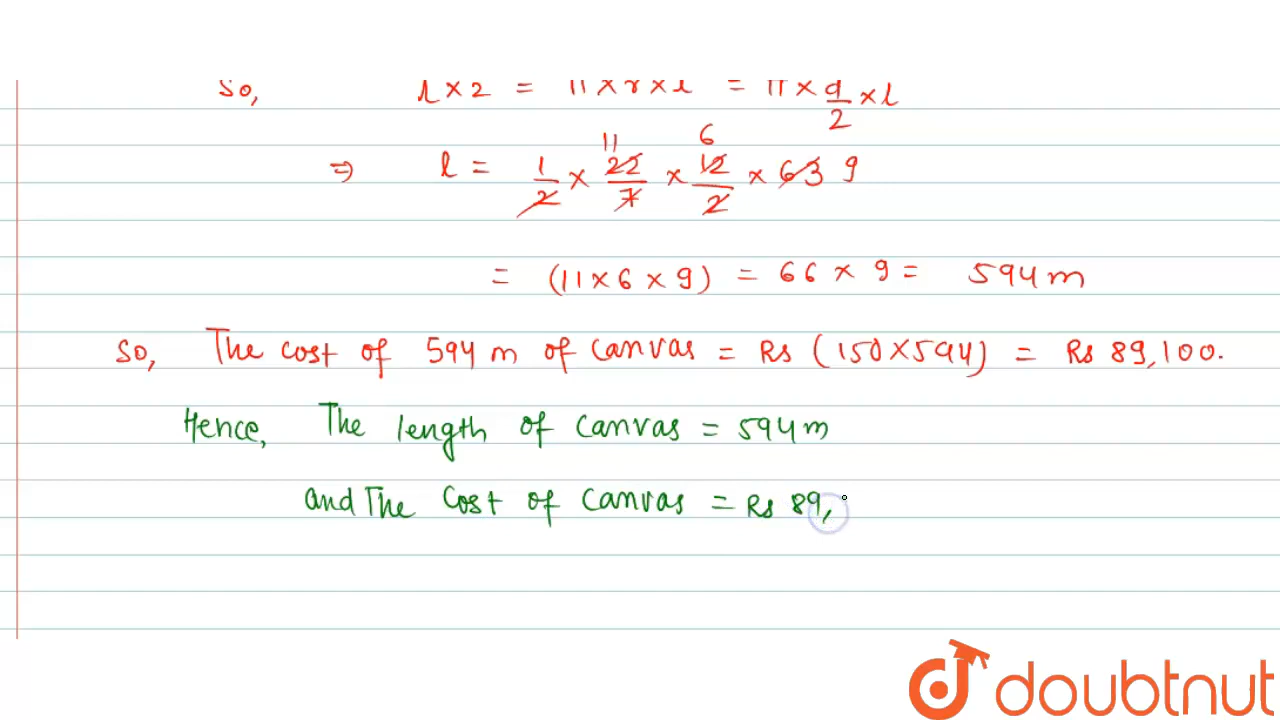 So, l × 2 = π × r × l = π × d/2 × l
⇒ l = 1/2 × 22/7 × 12/2 × 63 11 6 9
= (11 × 6 × 9) = 66 × 9 = 594 m
So, The cost of 594 m of canvas = Rs (150 × 594) = Rs 89,100.
Hence, The length of canvas = 594 m
and The cost of canvas = Rs 89,
doubtnut